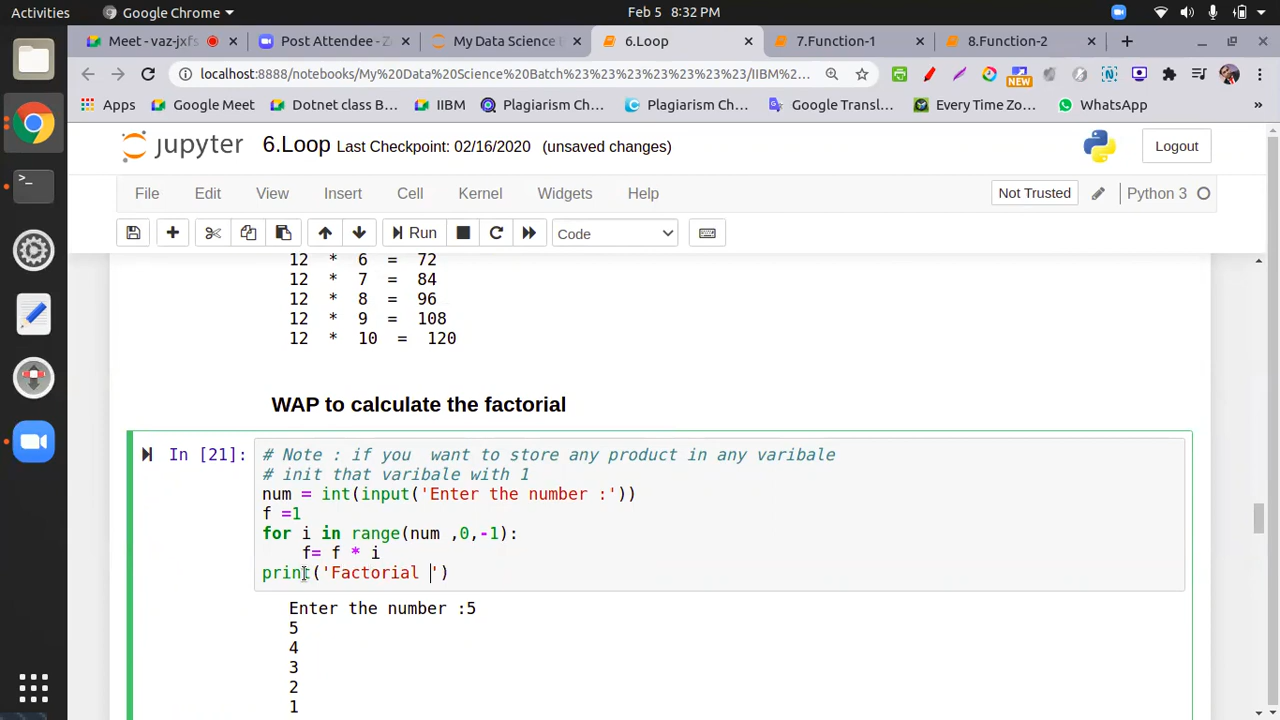 Activities
Google Chrome
Feb 5 8:32 PM
Meet - vaz-jxfs
Post Attendee - Z
My Data Science B
6.Loop
7.Function-1
8.Function-2
localhost:8888/notebooks/My%20Data%20Science%20Batch%23%23%23%23%23%23%23/IIBM%2...
NEW
Apps
Google Meet
Dotnet class B...
IIBM
Plagiarism Ch...
Plagiarism Ch...
Google Transl...
Every Time Zo...
WhatsApp
»
jupyter
6.Loop
Last Checkpoint: 02/16/2020
(unsaved changes)
Logout
File
Edit
View
Insert
Cell
Kernel
Widgets
Help
Not Trusted
Python 3
Run
Code
12 * 6 = 72
12 * 7 = 84
12 * 8 = 96
12 * 9 = 108
12 * 10 = 120
WAP to calculate the factorial
In [21]:
# Note : if you  want to store any product in any varibale
# init that varibale with 1
num = int(input('Enter the number :'))
f =1
for i in range(num ,0,-1):
    f= f * i
print('Factorial ')
Enter the number :5
5
4
3
2
1